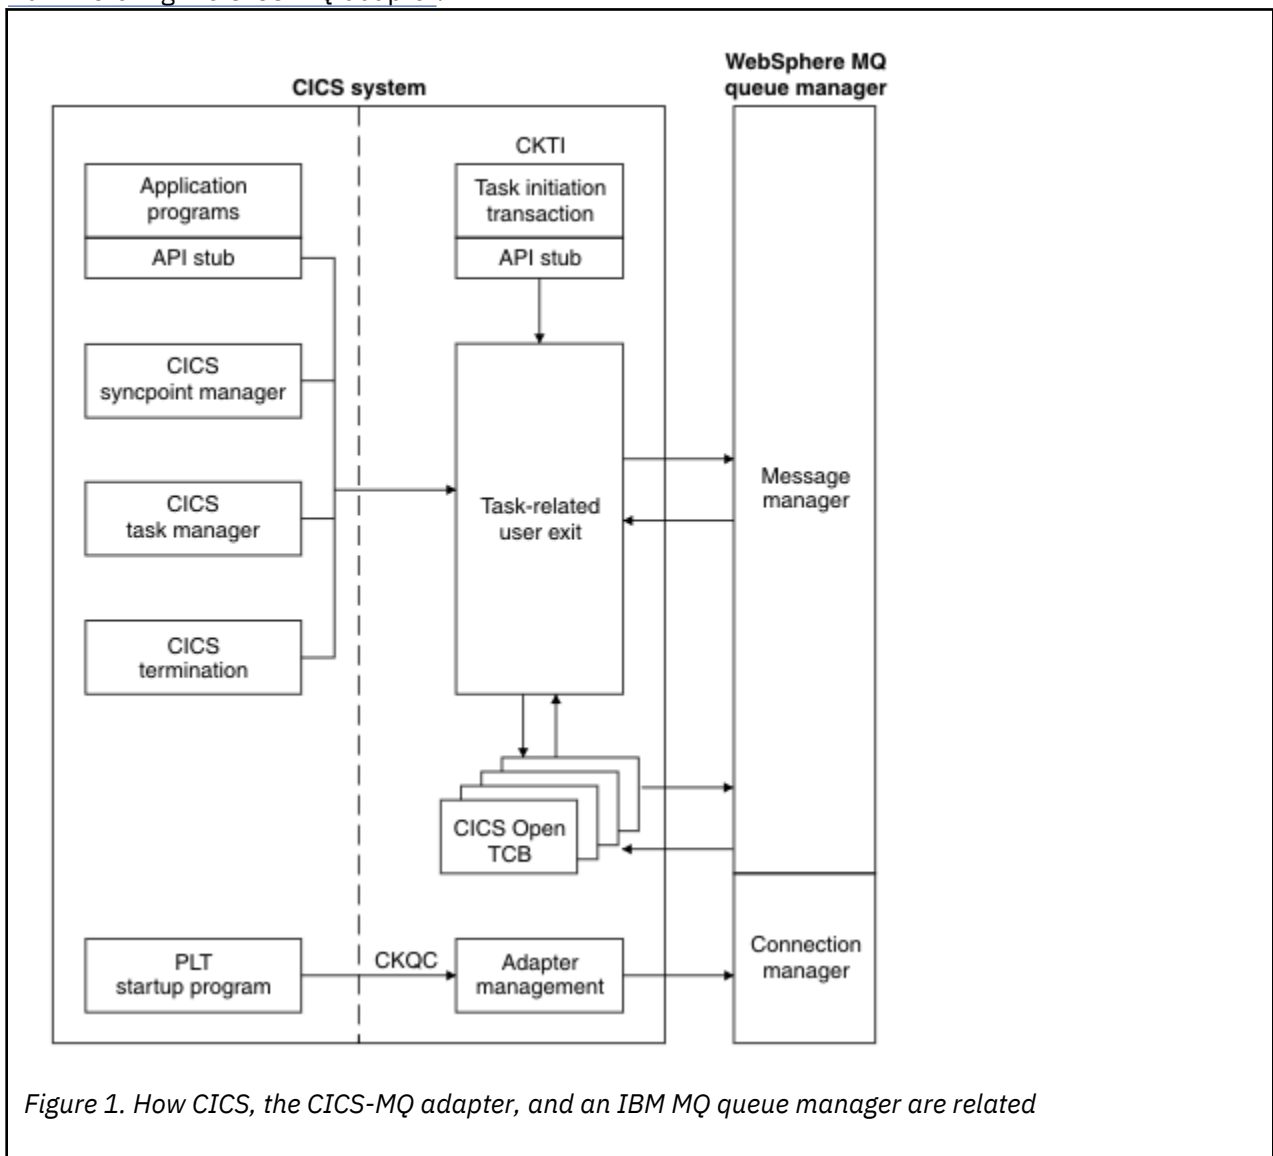 WebSphere MQ
queue manager
CICS system
CKTI
Application
programs
API stub
Task initiation
transaction
API stub
CICS
syncpoint manager
CICS
task manager
Task-related
user exit
Message
manager
CICS
termination
CICS Open
TCB
PLT
startup program
CKQC
Adapter
management
Connection
manager
Figure 1. How CICS, the CICS-MQ adapter, and an IBM MQ queue manager are related